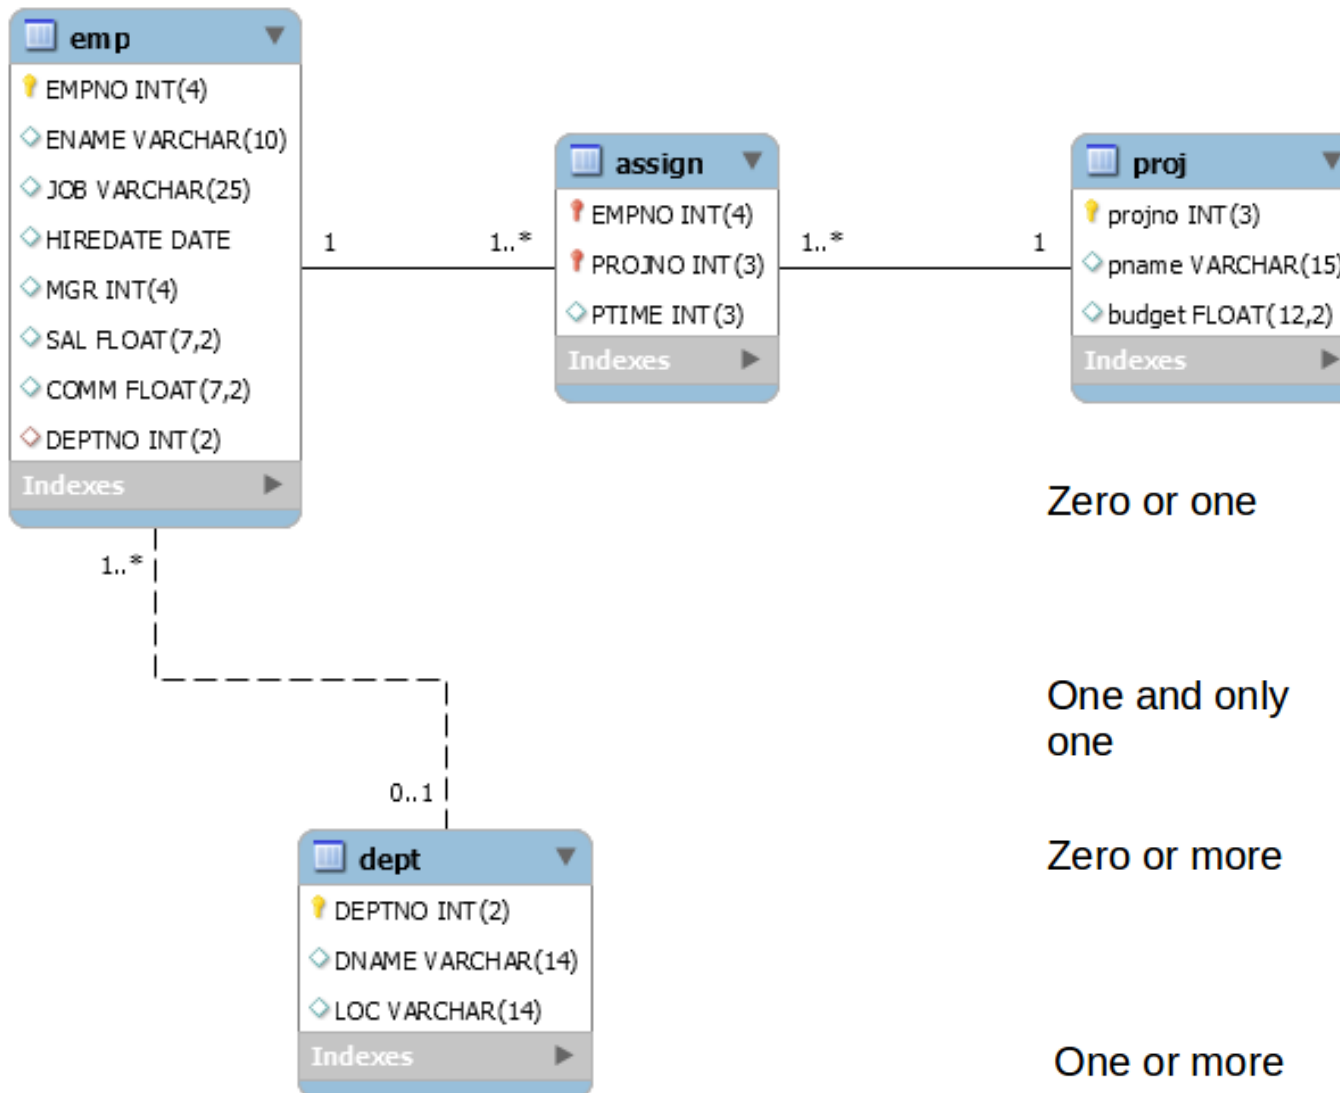 emp
EMPNO INT(4)
ENAME VARCHAR(10)
JOB VARCHAR(25)
HIREDATE DATE
MGR INT(4)
SAL FLOAT(7,2)
COMM FLOAT(7,2)
DEPTNO INT(2)
Indexes
1
1..*
assign
EMPNO INT(4)
PROJNO INT(3)
PTIME INT(3)
Indexes
1..*
1
proj
projno INT(3)
pname VARCHAR(15)
budget FLOAT(12,2)
Indexes
1..*
0..1
dept
DEPTNO INT(2)
DNAME VARCHAR(14)
LOC VARCHAR(14)
Indexes
Zero or one
One and only
one
Zero or more
One or more